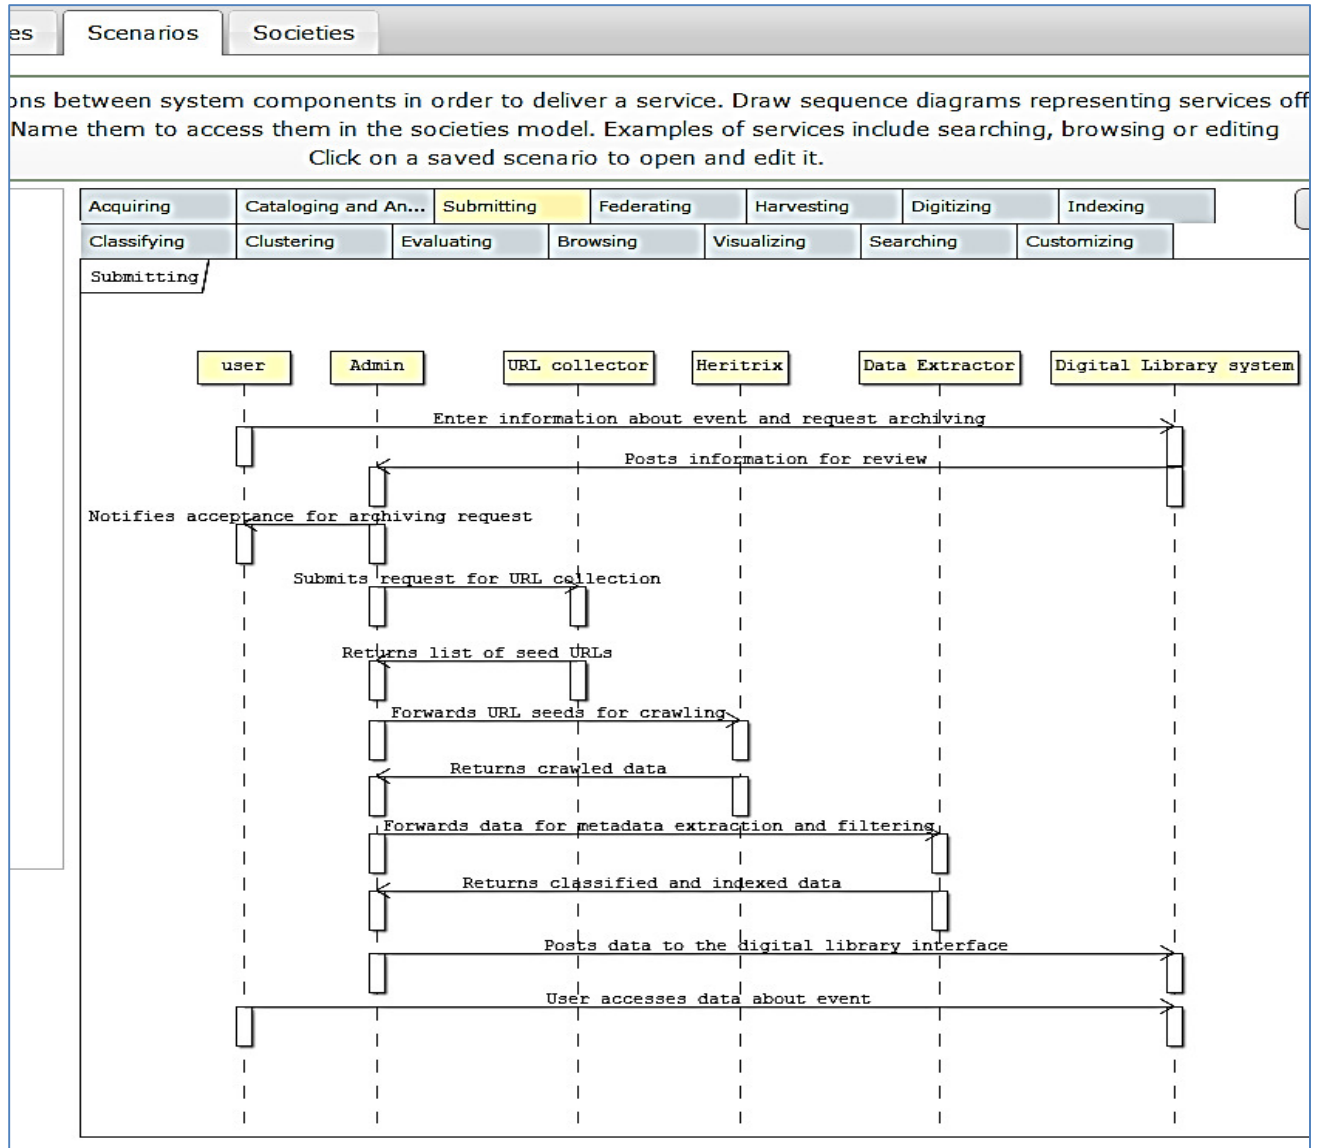 es Scenarios Societies
ons between system components in order to deliver a service. Draw sequence diagrams representing services off
Name them to access them in the societies model. Examples of services include searching, browsing or editing
Click on a saved scenario to open and edit it.
Acquiring Cataloging and An... Submitting Federating Harvesting Digitizing Indexing
Classifying Clustering Evaluating Browsing Visualizing Searching Customizing
Submitting
user Admin URL collector Heritrix Data Extractor Digital Library system
Enter information about event and request archiving
Posts information for review
Notifies acceptance for archiving request
Submits request for URL collection
Returns list of seed URLs
Forwards URL seeds for crawling
Returns crawled data
Forwards data for metadata extraction and filtering
Returns classified and indexed data
Posts data to the digital library interface
User accesses data about event